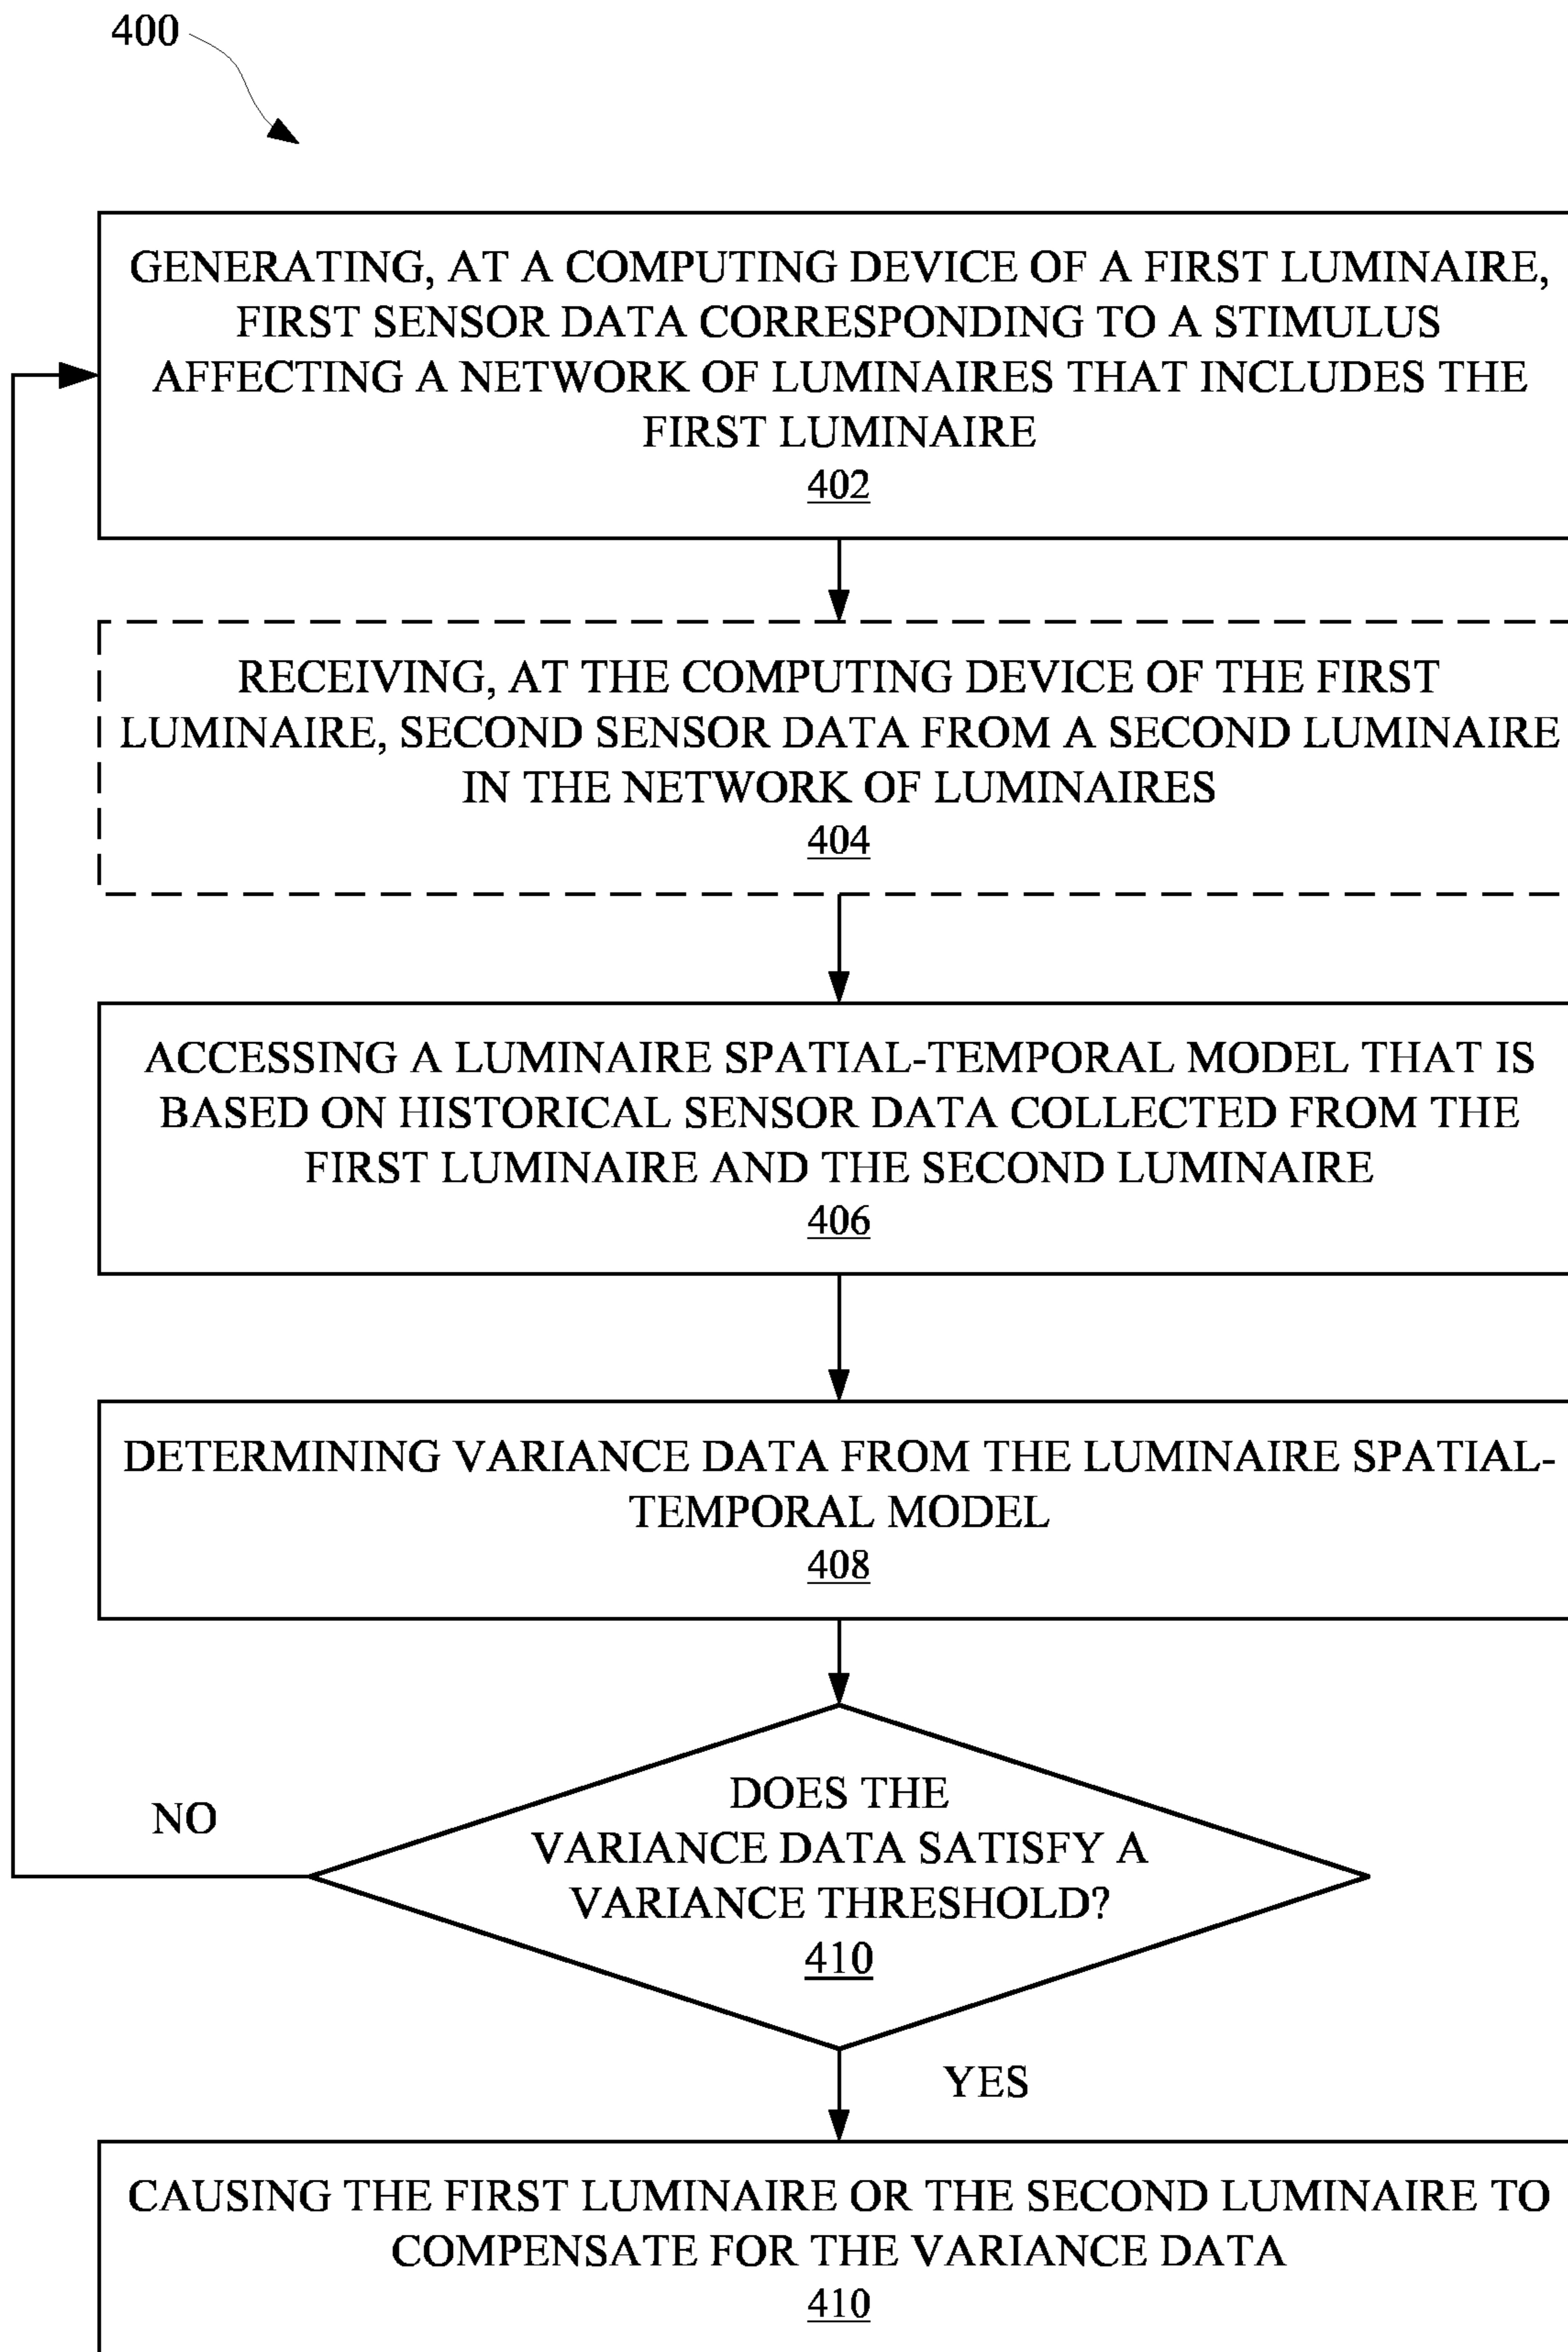 400
GENERATING, AT A COMPUTING DEVICE OF A FIRST LUMINAIRE,
FIRST SENSOR DATA CORRESPONDING TO A STIMULUS
AFFECTING A NETWORK OF LUMINAIRES THAT INCLUDES THE
FIRST LUMINAIRE
402
RECEIVING, AT THE COMPUTING DEVICE OF THE FIRST
LUMINAIRE, SECOND SENSOR DATA FROM A SECOND LUMINAIRE
IN THE NETWORK OF LUMINAIRES
404
ACCESSING A LUMINAIRE SPATIAL-TEMPORAL MODEL THAT IS
BASED ON HISTORICAL SENSOR DATA COLLECTED FROM THE
FIRST LUMINAIRE AND THE SECOND LUMINAIRE
406
DETERMINING VARIANCE DATA FROM THE LUMINAIRE SPATIAL-
TEMPORAL MODEL
408
DOES THE
VARIANCE DATA SATISFY A
VARIANCE THRESHOLD?
410
NO
YES
CAUSING THE FIRST LUMINAIRE OR THE SECOND LUMINAIRE TO
COMPENSATE FOR THE VARIANCE DATA
410